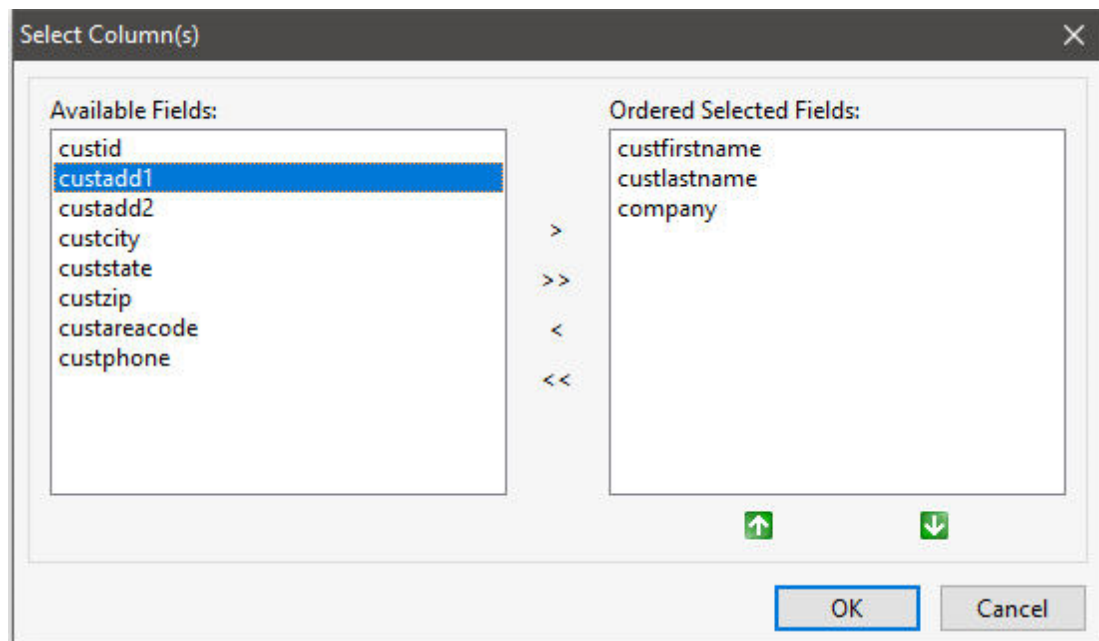 Select Column(s)
Available Fields:
custid
custadd1
custadd2
custcity
custstate
custzip
custareacode
custphone
>
>>
<
<<
Ordered Selected Fields:
custfirstname
custlastname
company
OK
Cancel